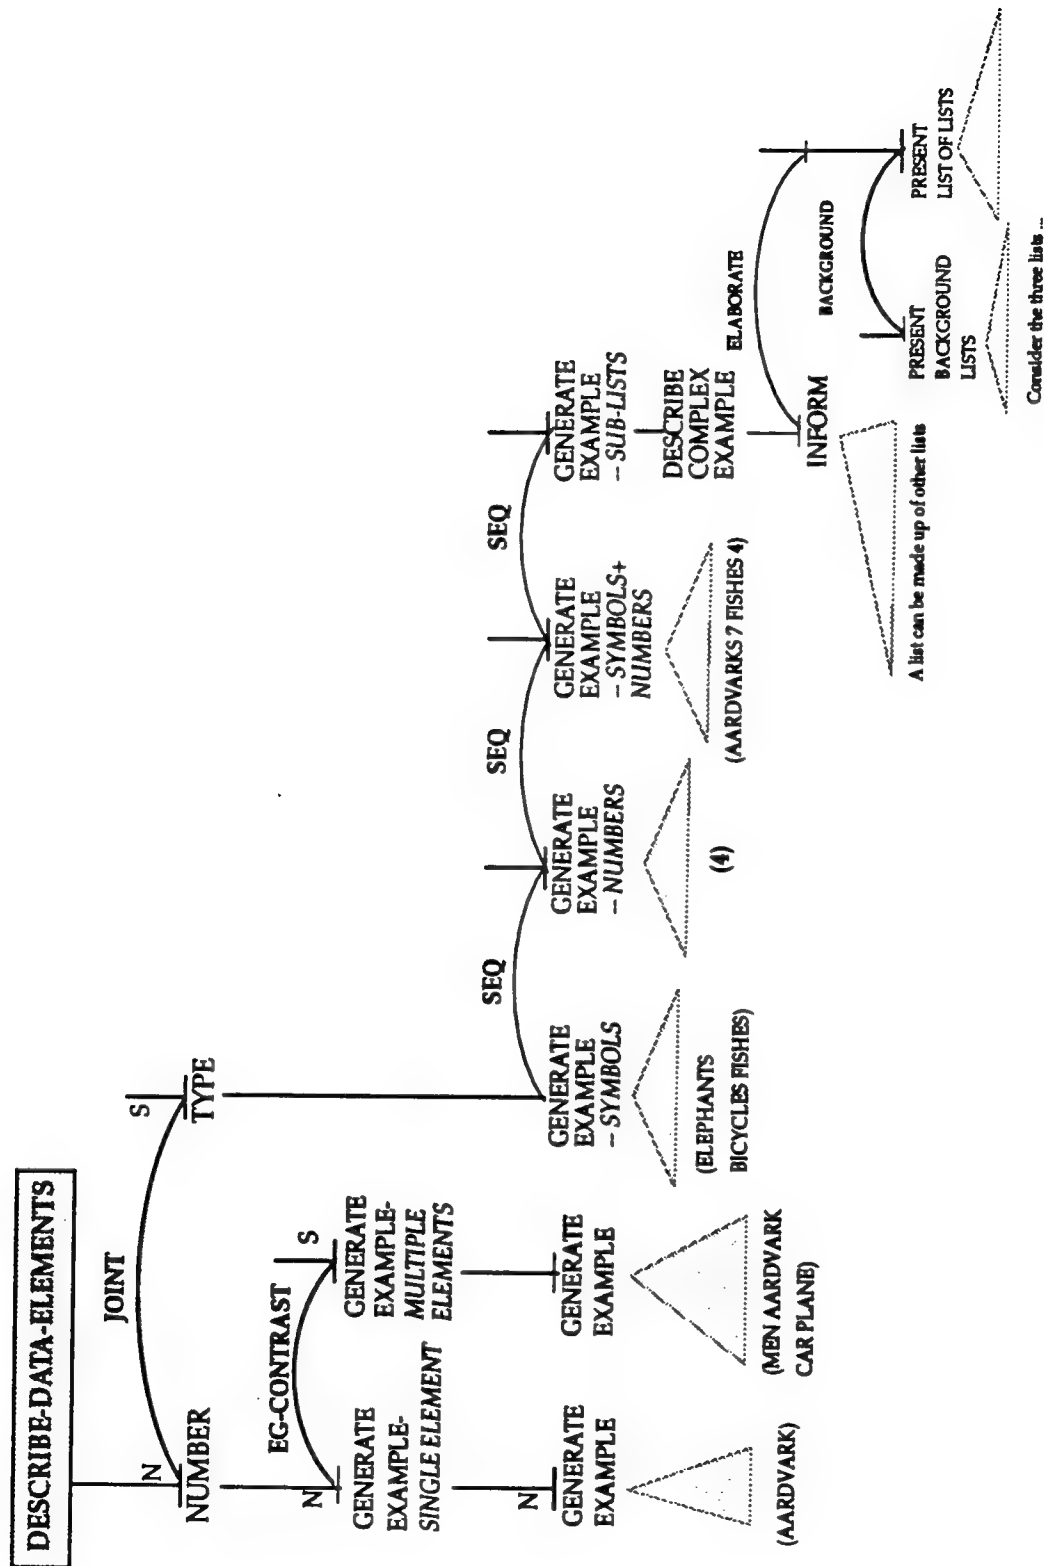 DESCRIBE-DATA-ELEMENTS
JOINT
N
NUMBER
S
TYPE
EG-CONTRAST
N
GENERATE
EXAMPLE-
SINGLE ELEMENT
S
GENERATE
EXAMPLE-
MULTIPLE
ELEMENTS
N
GENERATE
EXAMPLE
(AARDVARK)
GENERATE
EXAMPLE
(MEN AARDVARK
CAR PLANE)
SEQ
SEQ
SEQ
GENERATE
EXAMPLE
– SYMBOLS
(ELEPHANTS
BICYCLES FISHES)
GENERATE
EXAMPLE
– NUMBERS
(4)
GENERATE
EXAMPLE
– SYMBOLS+
NUMBERS
(AARDVARKS 7 FISHES 4)
GENERATE
EXAMPLE
– SUB-LISTS
DESCRIBE
COMPLEX
EXAMPLE
ELABORATE
INFORM
A list can be made up of other lists
BACKGROUND
PRESENT
BACKGROUND
LISTS
Consider the three lists ...
PRESENT
LIST OF LISTS